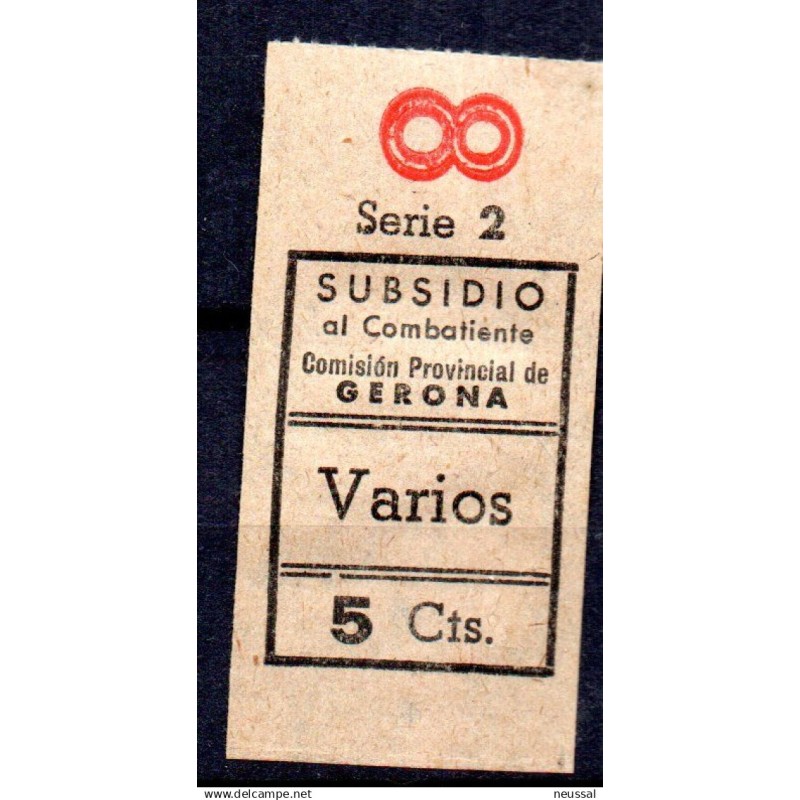 Serie 2
SUBSIDIO
al Combatiente
Comisión Provincial de
GERONA
Varios
5 Cts.
www.delcampe.net
neussal